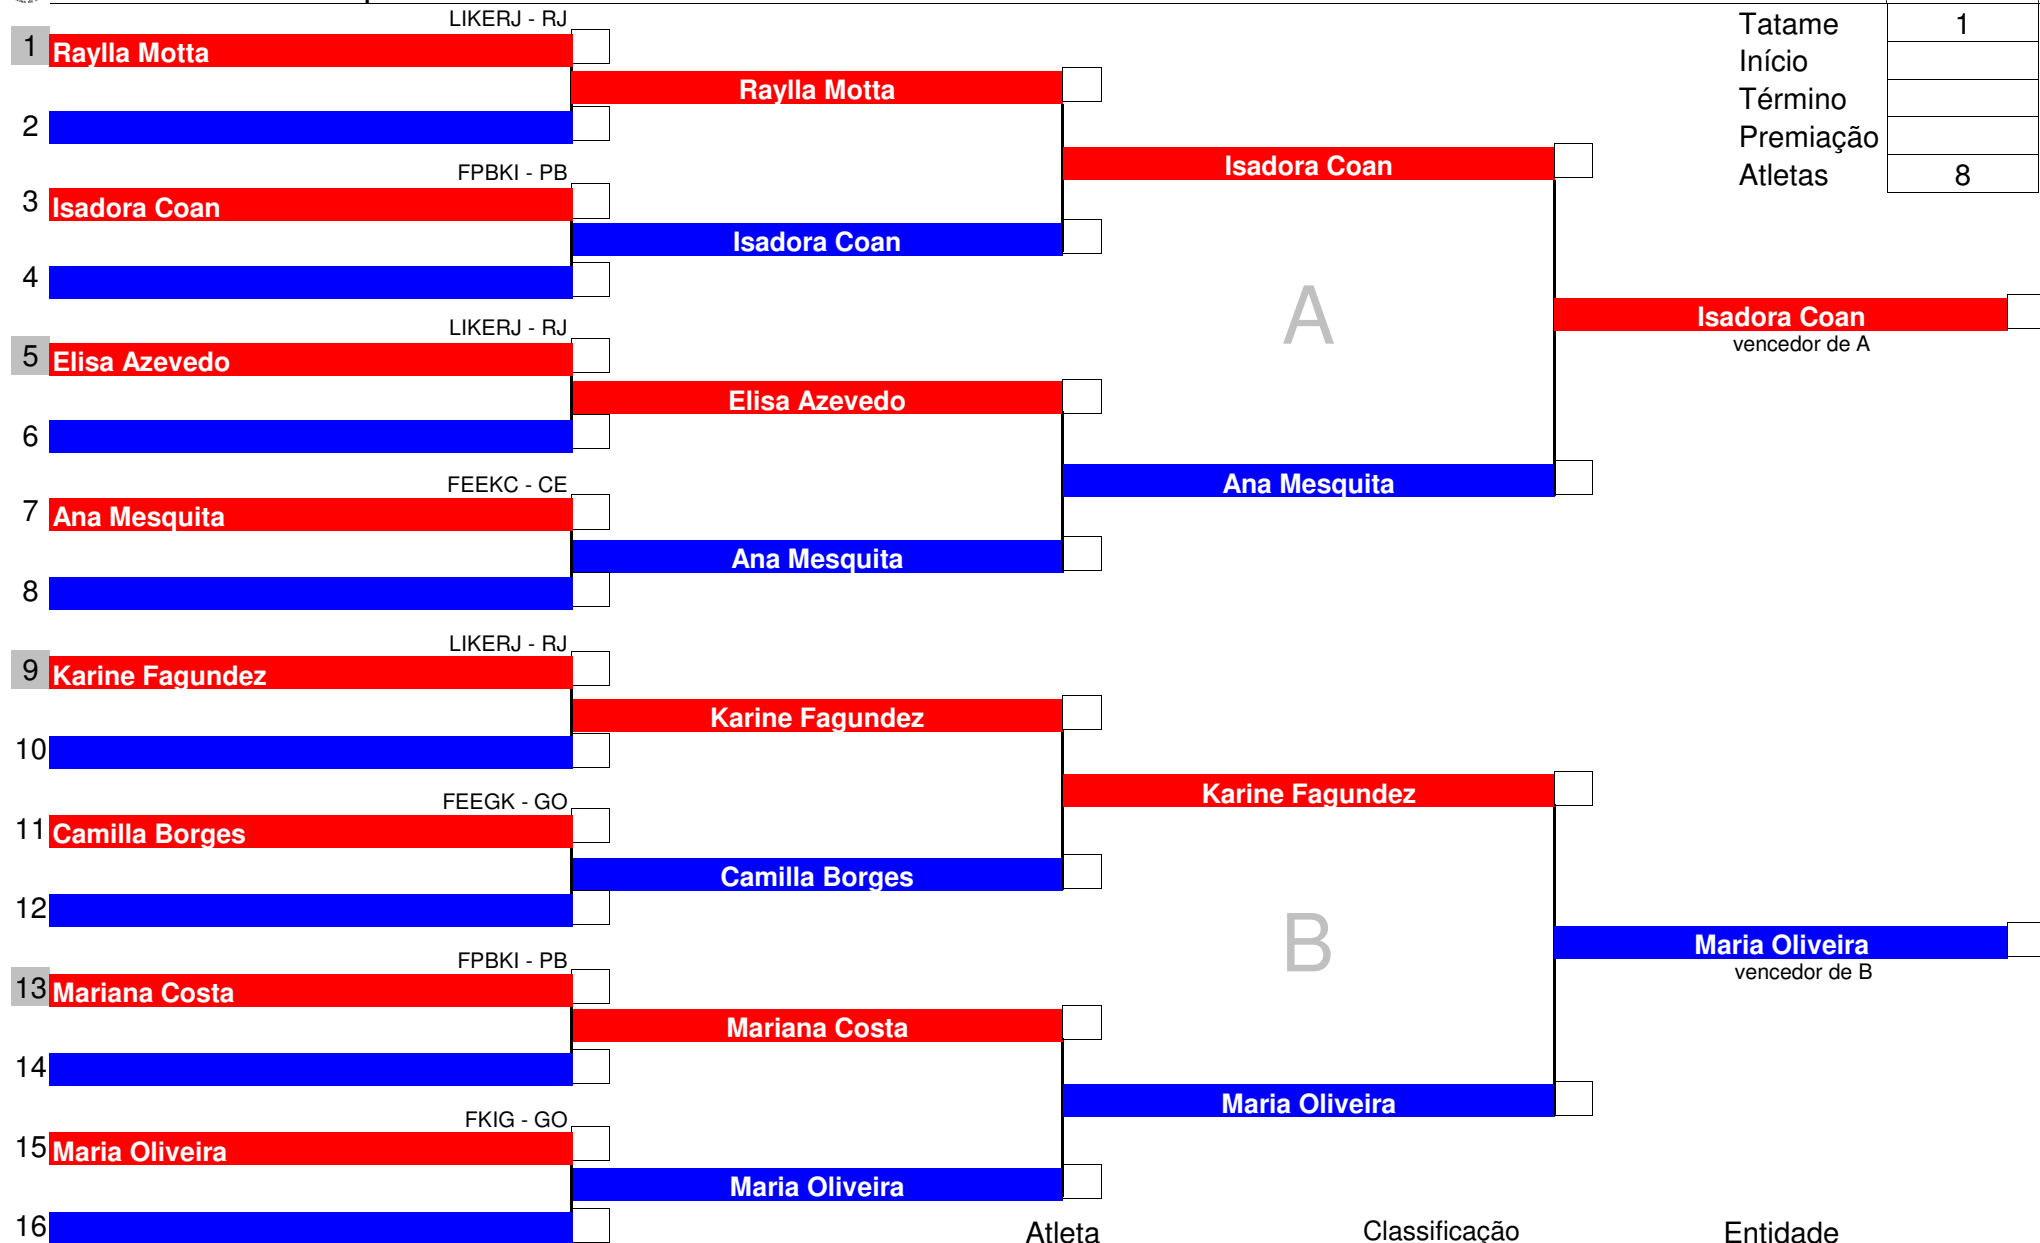 LIKERJ - RJ
Tatame 1
1 Raylla Motta
Início
Raylla Motta
Término
2
Premiação
FPBKI - PB
Isadora Coan
Atletas 8
3 Isadora Coan
Isadora Coan
4
A
Isadora Coan
LIKERJ - RJ
vencedor de A
5 Elisa Azevedo
Elisa Azevedo
6
FEEKC - CE
Ana Mesquita
7 Ana Mesquita
Ana Mesquita
8
LIKERJ - RJ
9 Karine Fagundez
Karine Fagundez
10
Karine Fagundez
FEEGK - GO
11 Camilla Borges
Camilla Borges
12
B
Maria Oliveira
FPBKI - PB
vencedor de B
13 Mariana Costa
Mariana Costa
14
Maria Oliveira
FKIG - GO
15 Maria Oliveira
Maria Oliveira
16
Atleta Classificação Entidade